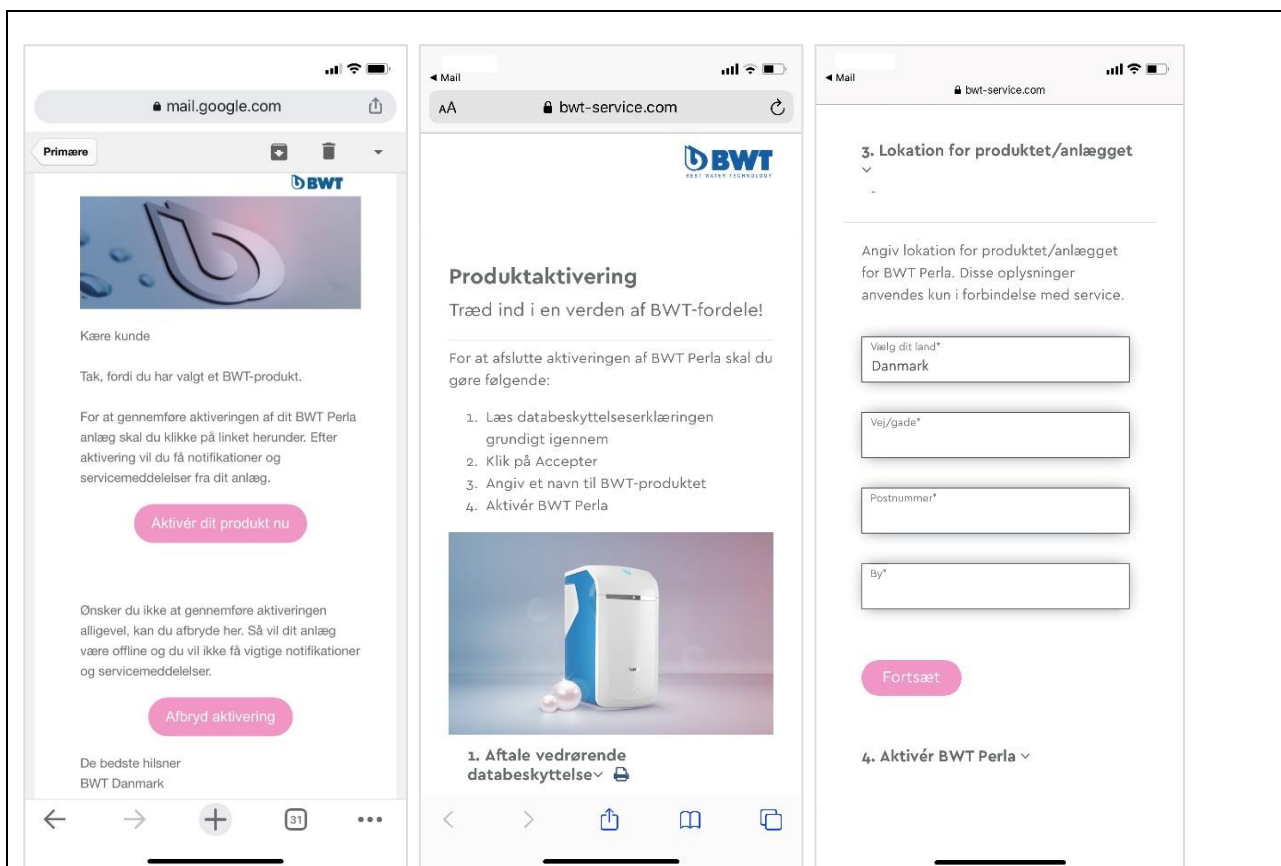 mail.google.com
Primære
BWT
Kære kunde
Tak, fordi du har valgt et BWT-produkt.
For at gennemføre aktiveringen af dit BWT Perla
anlæg skal du klikke på linket herunder. Efter
aktivering vil du få notifikationer og
servicemeddelelser fra dit anlæg.
Aktivér dit produkt nu
Ønsker du ikke at gennemføre aktiveringen
alligevel, kan du afbryde her. Så vil dit anlæg
være offline og du vil ikke få vigtige notifikationer
og servicemeddelelser.
Afbryd aktivering
De bedste hilsner
BWT Danmark
31
Mail
AA
bwt-service.com
BWT
BEST WATER TECHNOLOGY
Produktaktivering
Træd ind i en verden af BWT-fordele!
For at afslutte aktiveringen af BWT Perla skal du
gøre følgende:
1. Læs databeskyttelseserklæringen
grundigt igennem
2. Klik på Accepter
3. Angiv et navn til BWT-produktet
4. Aktivér BWT Perla
1. Aftale vedrørende
databeskyttelse
Mail
bwt-service.com
3. Lokation for produktet/anlægget
Angiv lokation for produktet/anlægget
for BWT Perla. Disse oplysninger
anvendes kun i forbindelse med service.
Vælg dit land*
Danmark
Vej/gade*
Postnummer*
By*
Fortsæt
4. Aktivér BWT Perla